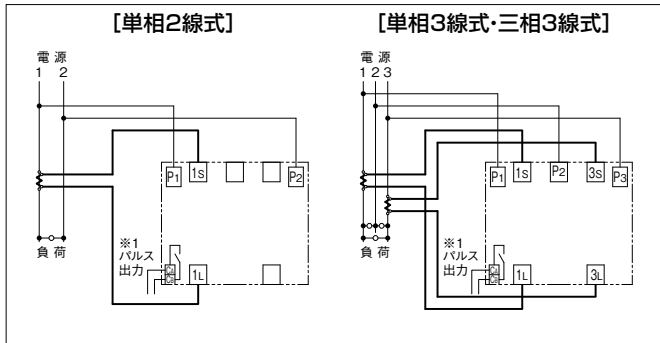 [単相2線式]
電 源
1 2
P1
1S
P2
※1
パルス
出力
1L
負 荷
[単相3線式・三相3線式]
電 源
1 2 3
P1
1S
P2
3S
P3
※1
パルス
出力
1L
3L
負 荷